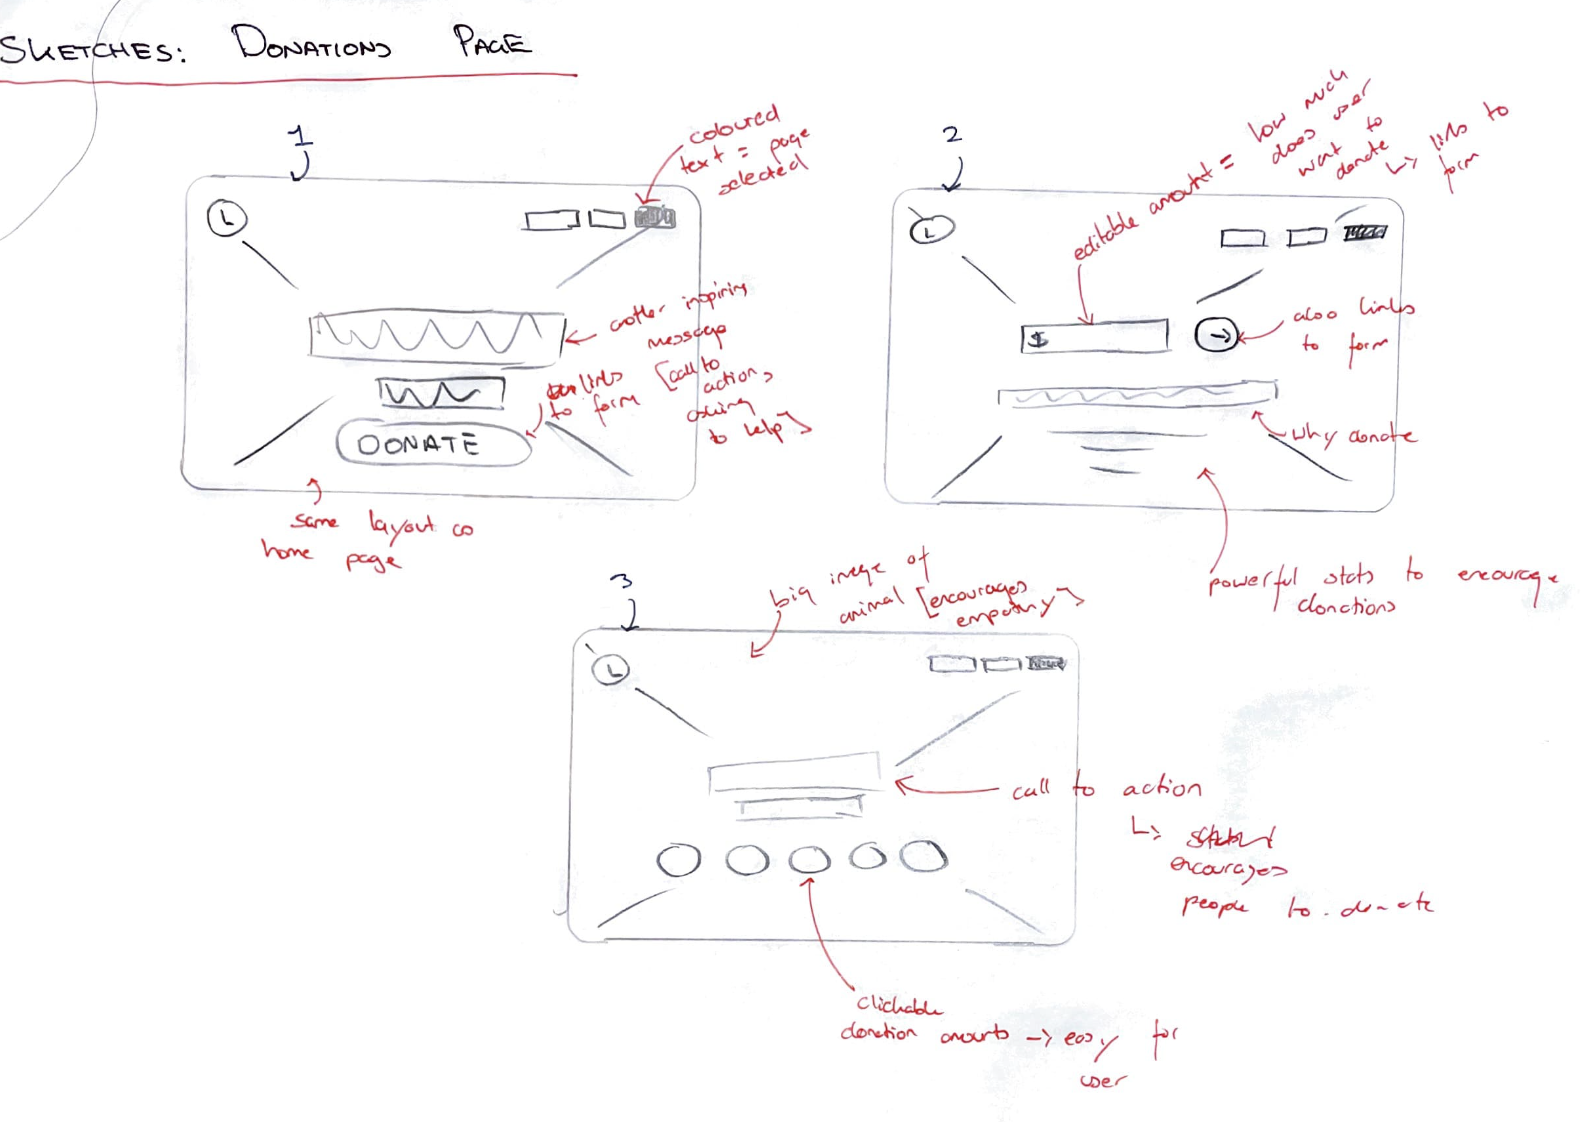 SKETCHES: DONATIONS PAGE
1
coloured
text = page
selected
L
another inspiring
message
[call to
action,
asking
to help]
links
to form
DONATE
same layout as
home page
2
editable amount = how much
does user
want to
donate
↳ links to
form
L
$
→
also links
to form
why donate
powerful stats to encourage
donations
3
big image of
animal [encourages
empathy]
L
call to action
↳
encourages
people to donate
clickable
donation amounts → easy for
user